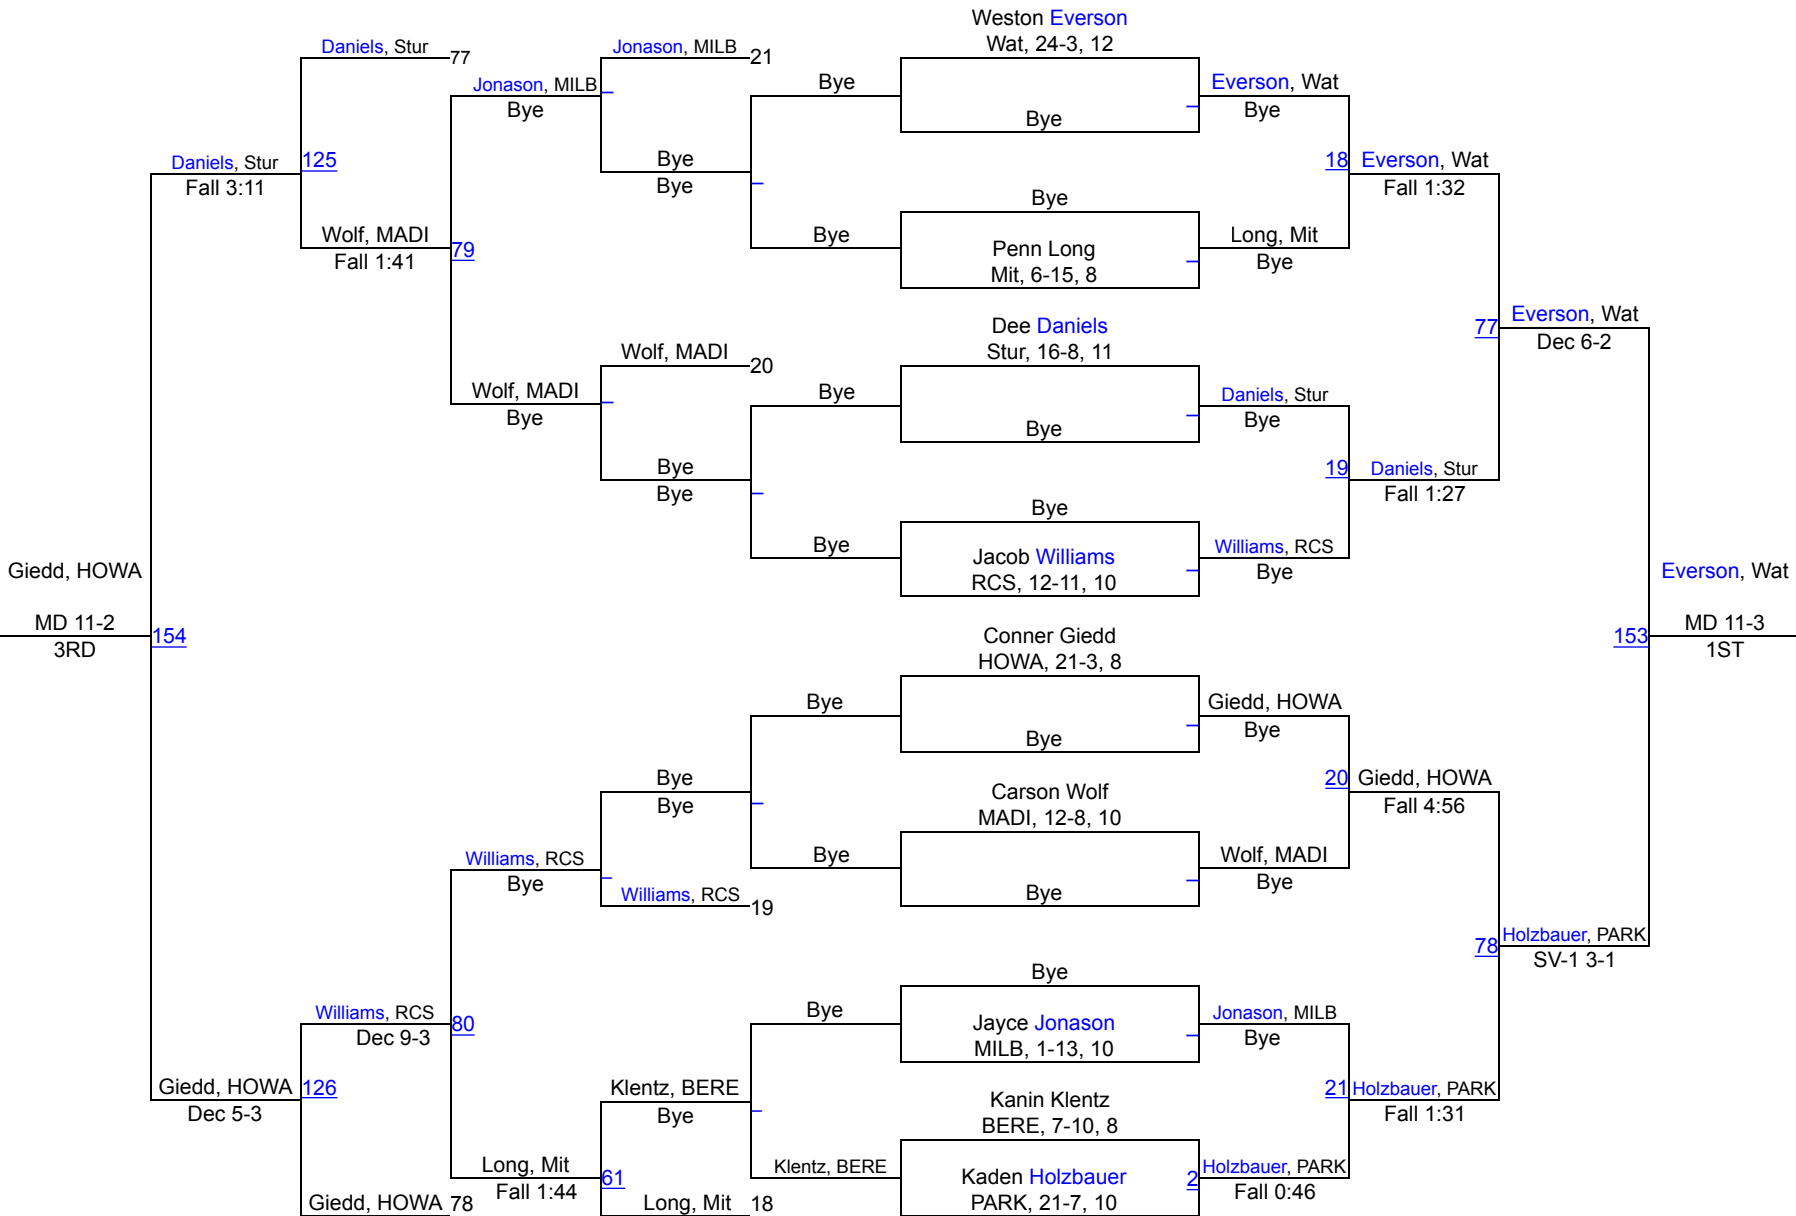 Weston Everson
Wat, 24-3, 12
Daniels, Stur
77
Jonason, MILB
21
Jonason, MILB
Bye
Bye
Everson, Wat
Bye
Bye
Daniels, Stur
Fall 3:11
125
Bye
Bye
18
Everson, Wat
Fall 1:32
Bye
Wolf, MADI
Fall 1:41
79
Bye
Penn Long
Mit, 6-15, 8
Long, Mit
Bye
Dee Daniels
Stur, 16-8, 11
77
Everson, Wat
Dec 6-2
Wolf, MADI
20
Wolf, MADI
Bye
Bye
Daniels, Stur
Bye
Bye
Bye
Bye
19
Daniels, Stur
Fall 1:27
Bye
Bye
Jacob Williams
RCS, 12-11, 10
Williams, RCS
Bye
Giedd, HOWA
MD 11-2
3RD
154
Everson, Wat
153
MD 11-3
1ST
Conner Giedd
HOWA, 21-3, 8
Bye
Giedd, HOWA
Bye
Bye
Bye
Bye
Carson Wolf
MADI, 12-8, 10
20
Giedd, HOWA
Fall 4:56
Williams, RCS
Bye
Bye
Bye
Wolf, MADI
Bye
Williams, RCS
19
78
Holzbauer, PARK
SV-1 3-1
Bye
Williams, RCS
Dec 9-3
80
Bye
Jayce Jonason
MILB, 1-13, 10
Jonason, MILB
Bye
Giedd, HOWA
Dec 5-3
126
Klentz, BERE
Bye
Kanin Klentz
BERE, 7-10, 8
21
Holzbauer, PARK
Fall 1:31
Long, Mit
Fall 1:44
61
Klentz, BERE
Kaden Holzbauer
PARK, 21-7, 10
2
Holzbauer, PARK
Fall 0:46
Giedd, HOWA
78
Long, Mit
18